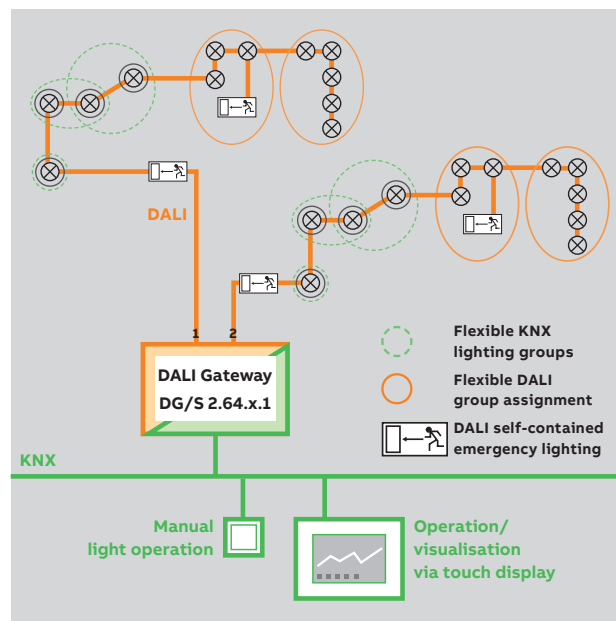 DALI
1 2
DALI Gateway
DG/S 2.64.x.1
Flexible KNX
lighting groups
Flexible DALI
group assignment
DALI self-contained
emergency lighting
KNX
Manual
light operation
Operation/
visualisation
via touch display